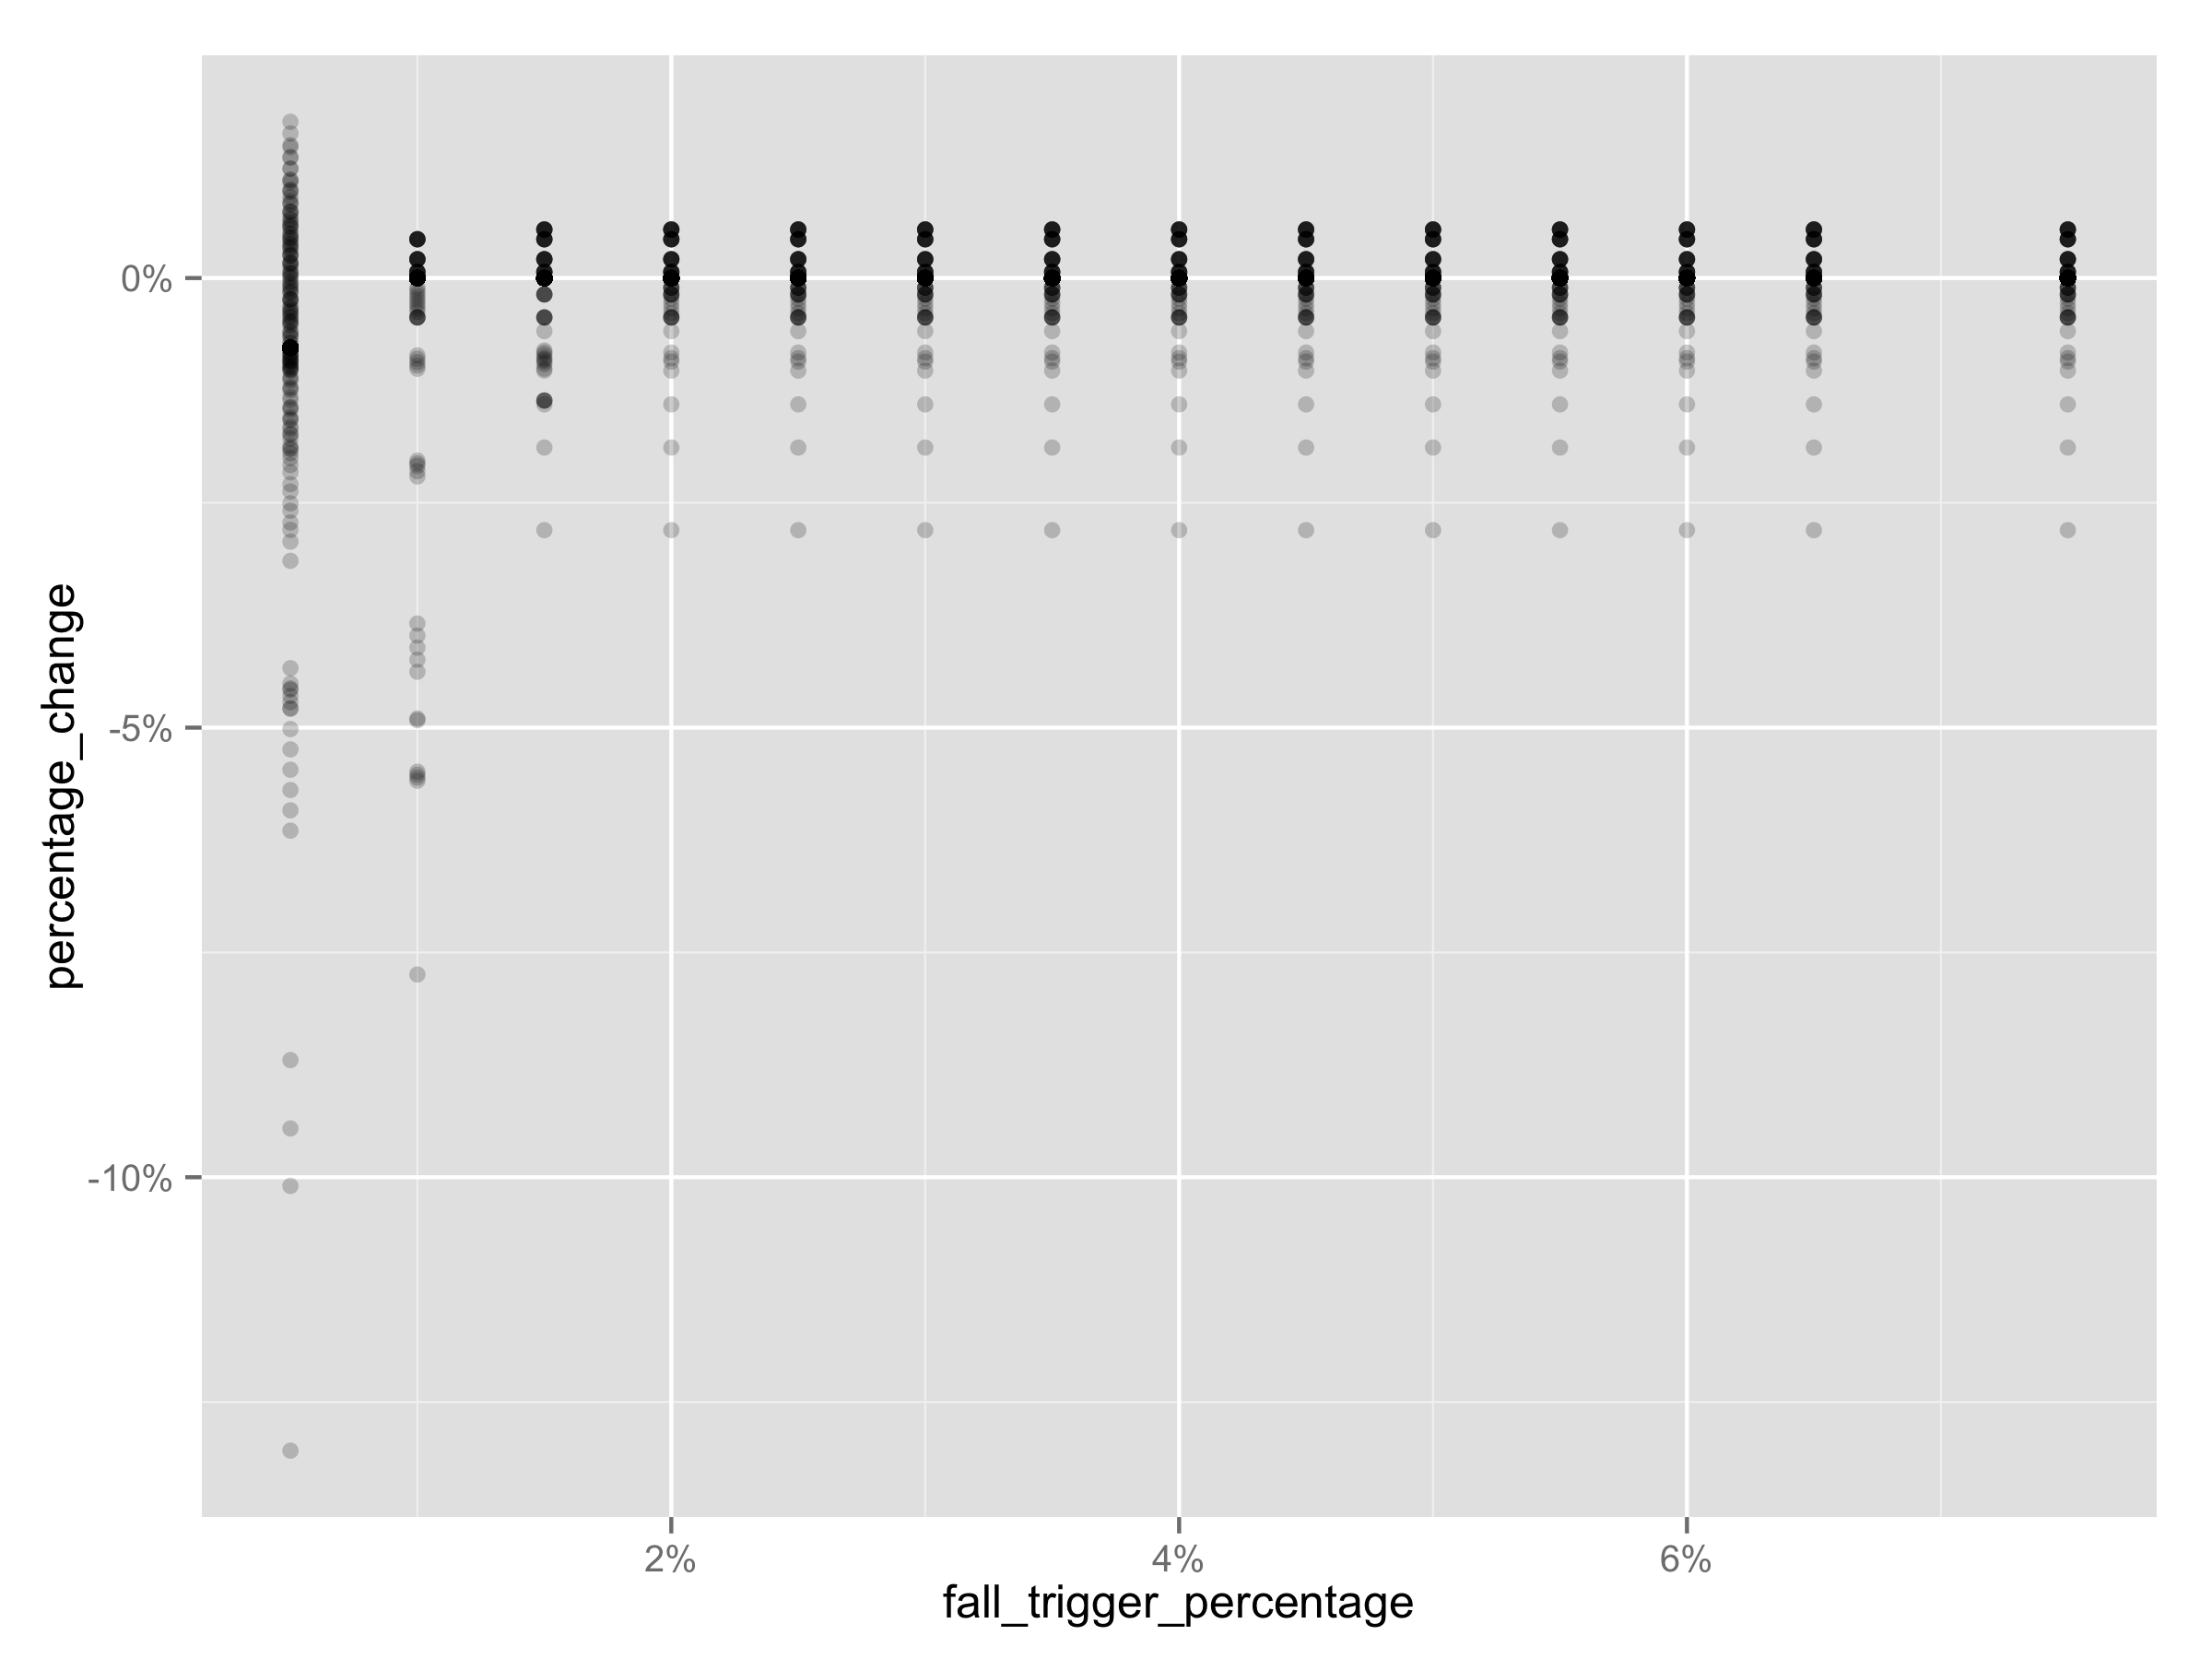 0%
-5%
-10%
percentage_change
2% 4% 6%
fall_trigger_percentage